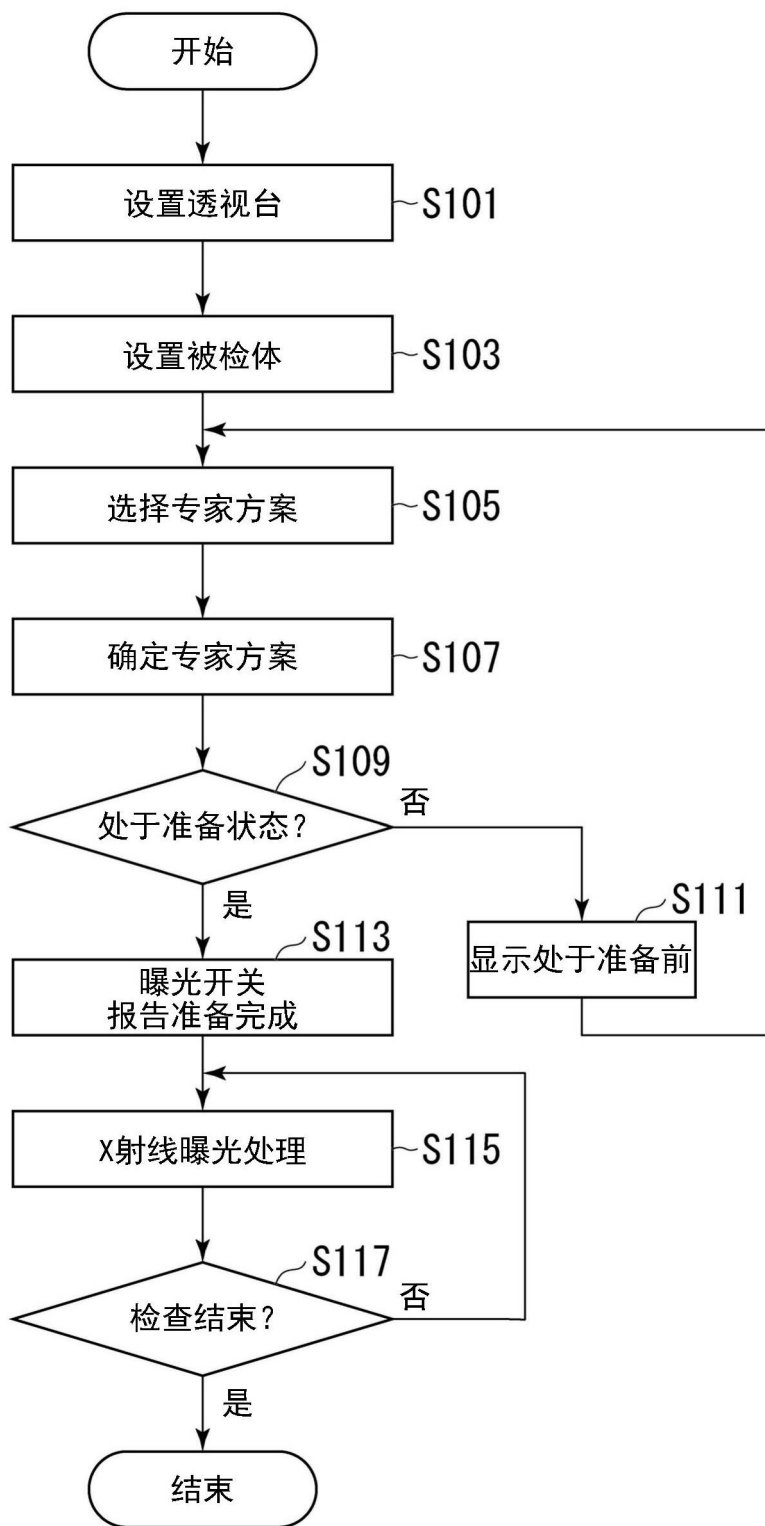 开始
设置透视台
S101
设置被检体
S103
选择专家方案
S105
确定专家方案
S107
S109
处于准备状态?
否
是
S111
显示处于准备前
S113
曝光开关
报告准备完成
X射线曝光处理
S115
S117
检查结束?
否
是
结束